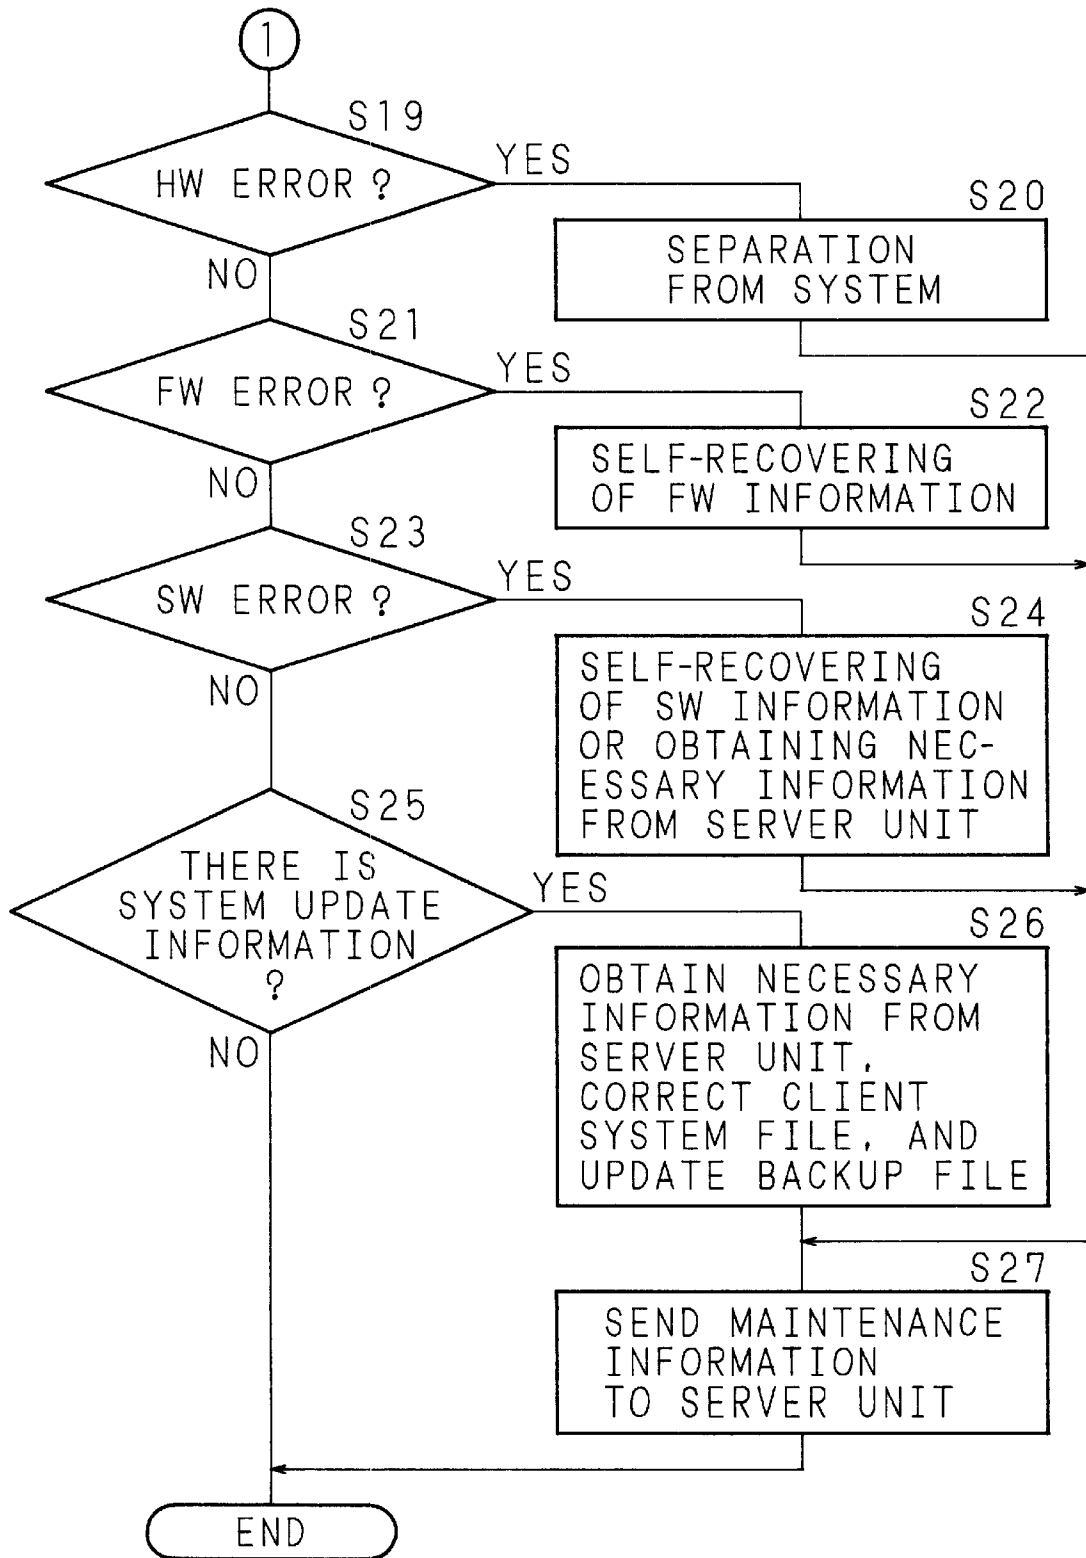 1
S19
HW ERROR ?
YES
NO
S20
SEPARATION
FROM SYSTEM
S21
FW ERROR ?
YES
NO
S22
SELF-RECOVERING
OF FW INFORMATION
S23
SW ERROR ?
YES
NO
S24
SELF-RECOVERING
OF SW INFORMATION
OR OBTAINING NEC-
ESSARY INFORMATION
FROM SERVER UNIT
S25
THERE IS
SYSTEM UPDATE
INFORMATION
?
YES
NO
S26
OBTAIN NECESSARY
INFORMATION FROM
SERVER UNIT,
CORRECT CLIENT
SYSTEM FILE, AND
UPDATE BACKUP FILE
S27
SEND MAINTENANCE
INFORMATION
TO SERVER UNIT
END